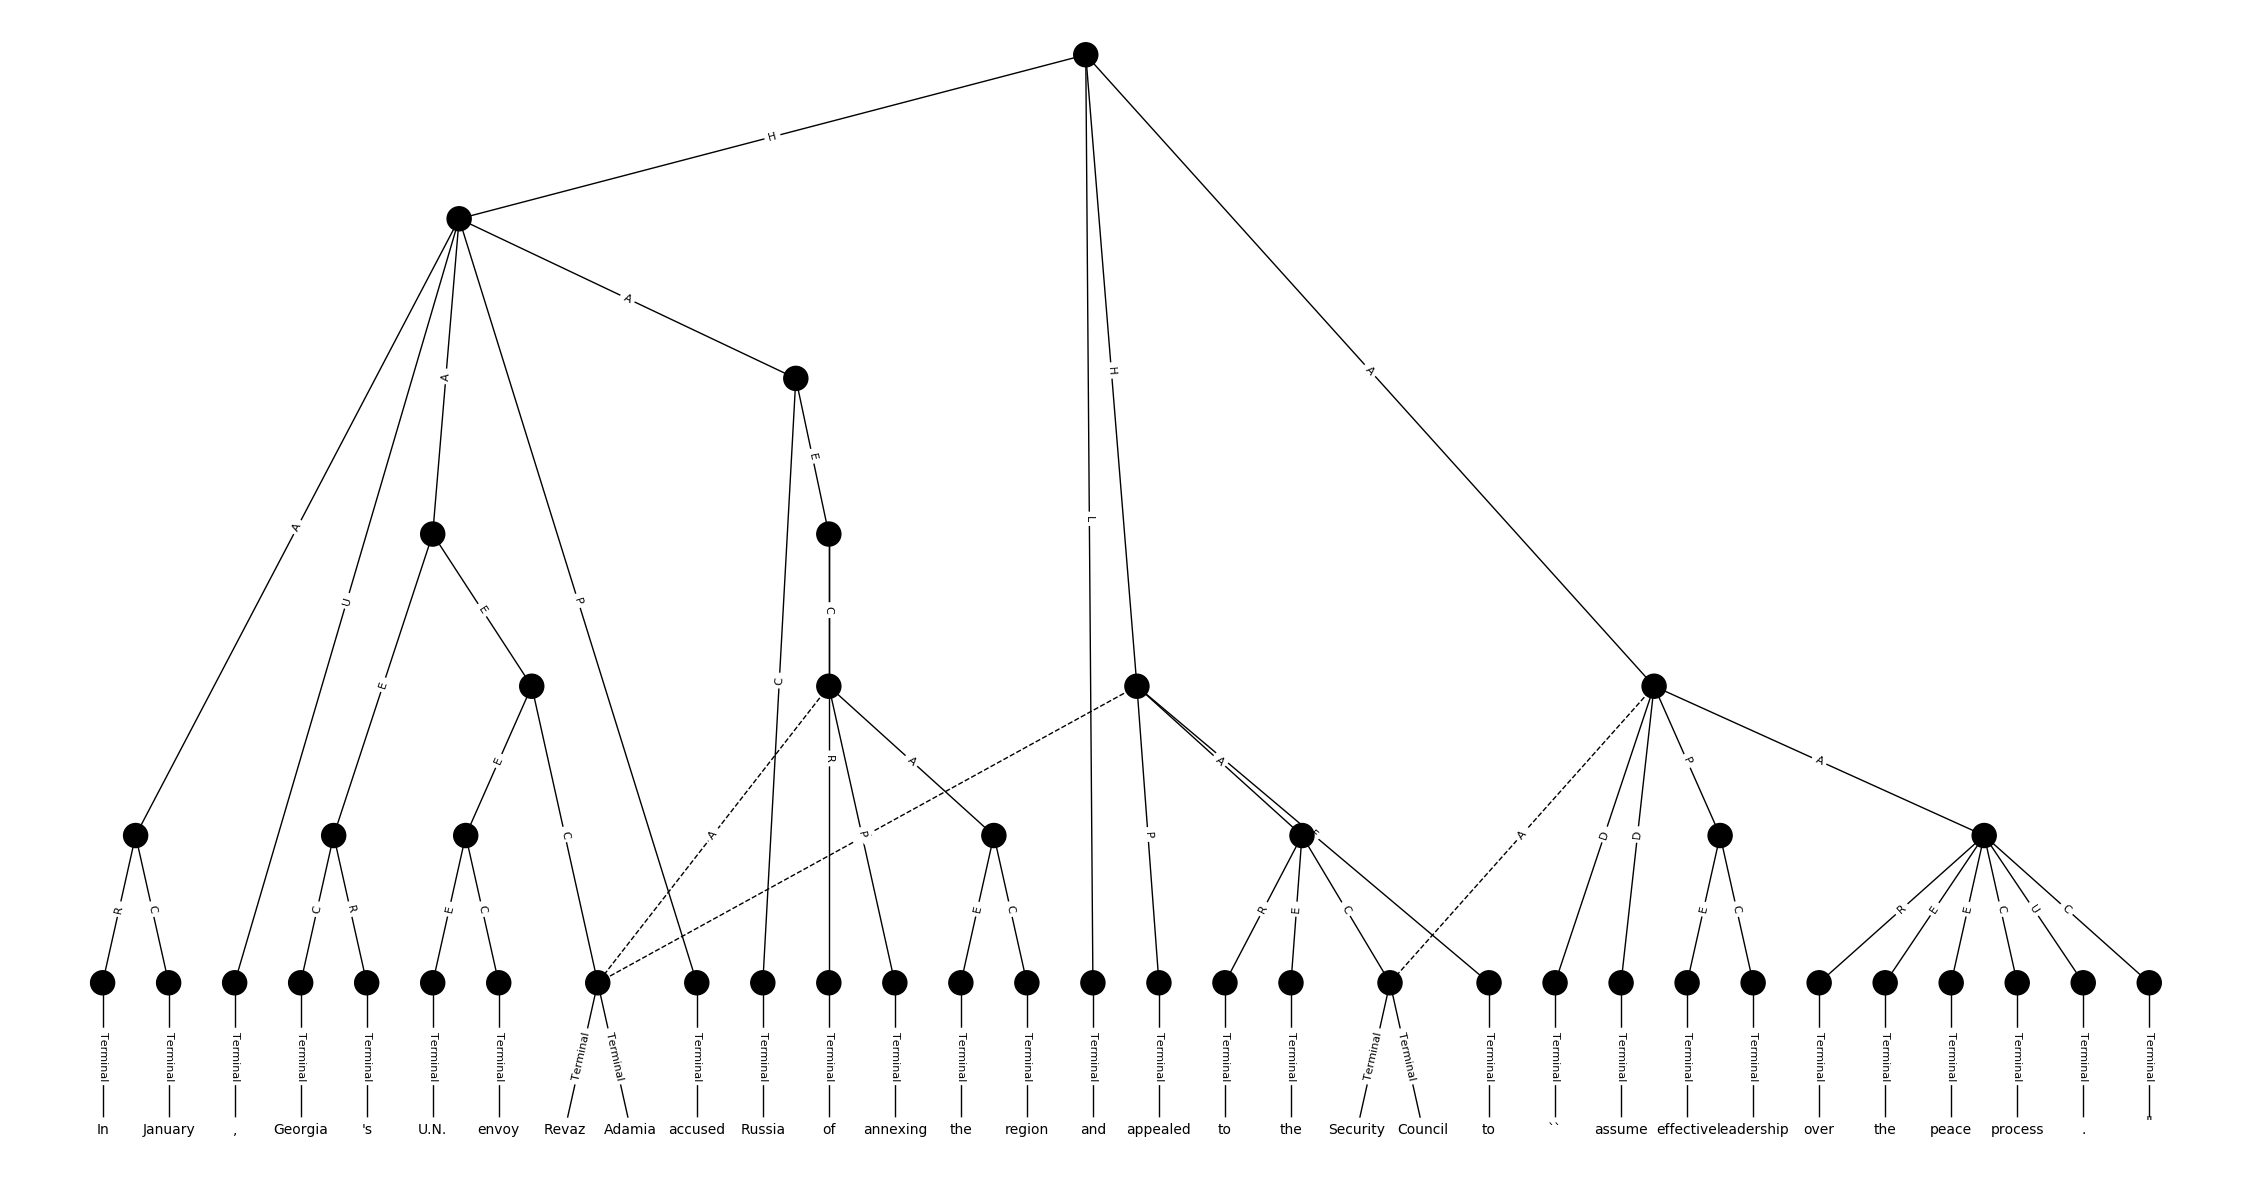 H
A
A
H
A
E
L
A
U
P
E
C
E
C
R
A
P
A
E
A
P
A
A
C
A
P
P
A
D
D
R
C
C
R
E
C
E
C
R
E
C
E
C
R
E
E
C
U
C
Terminal Terminal Terminal Terminal Terminal Terminal Terminal Terminal Terminal Terminal Terminal Terminal Terminal Terminal Terminal Terminal Terminal Terminal Terminal Terminal Terminal Terminal Terminal Terminal Terminal Terminal Terminal Terminal Terminal Terminal Terminal Terminal
In January , Georgia 's U.N. envoy Revaz Adamia accused Russia of annexing the region and appealed to the Security Council to `` assume effective leadership over the peace process . "